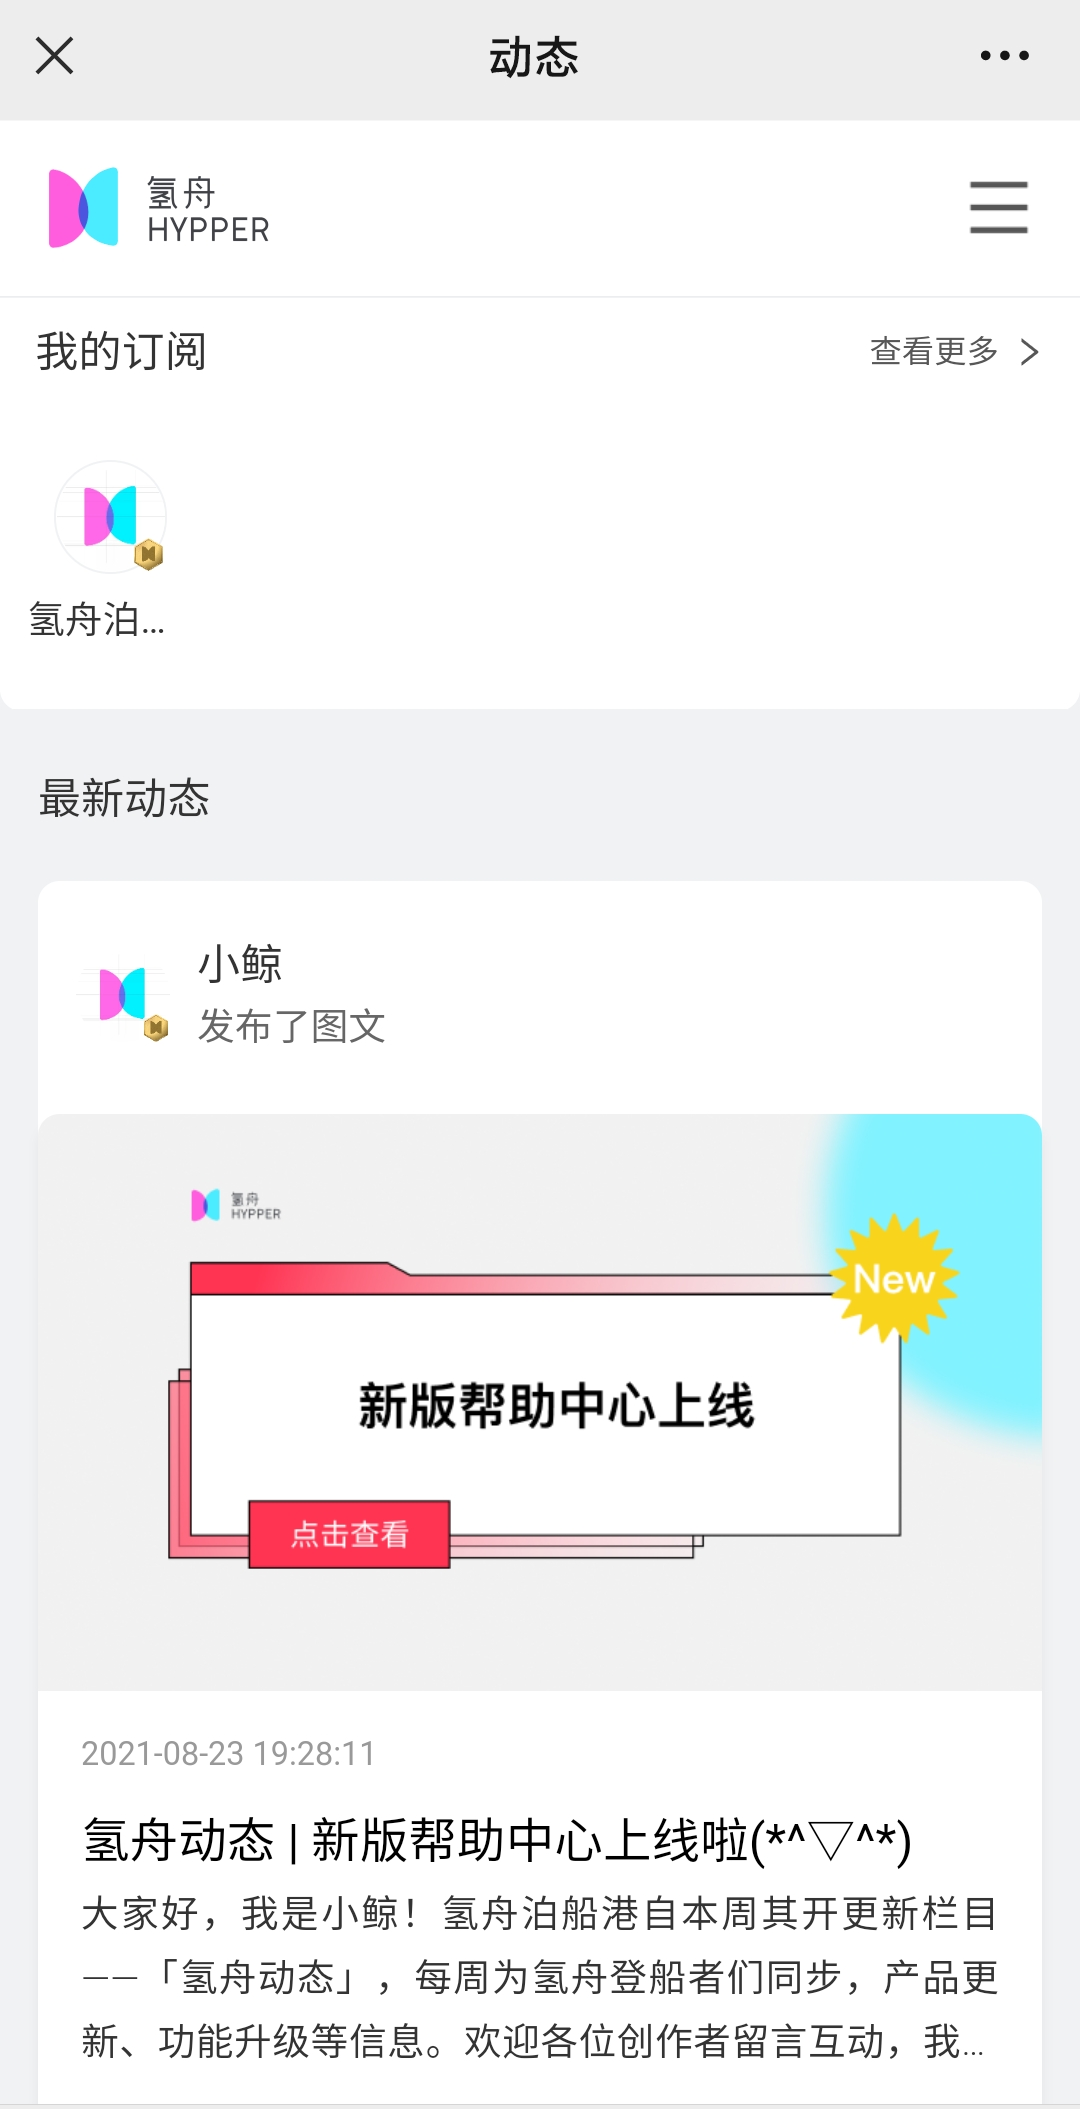 动态
氢舟
HYPPER
我的订阅
查看更多
氢舟泊...
最新动态
小鲸
发布了图文
氢舟
HYPPER
New
新版帮助中心上线
点击查看
2021-08-23 19:28:11
氢舟动态 | 新版帮助中心上线啦(*^▽^*)
大家好，我是小鲸！氢舟泊船港自本周其开更新栏目
——「氢舟动态」，每周为氢舟登船者们同步，产品更
新、功能升级等信息。欢迎各位创作者留言互动，我...